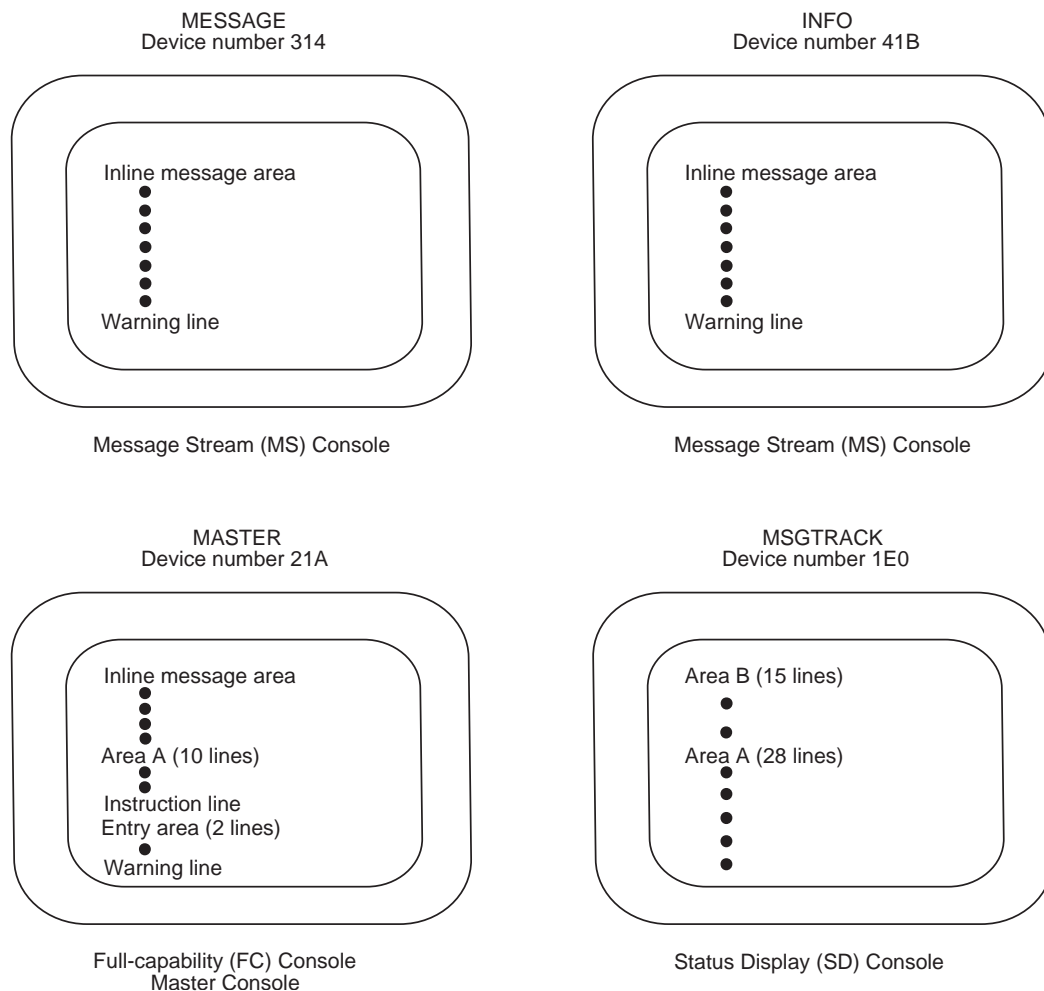 MESSAGE
Device number 314
Inline message area
Warning line
Message Stream (MS) Console
INFO
Device number 41B
Inline message area
Warning line
Message Stream (MS) Console
MASTER
Device number 21A
Inline message area
Area A (10 lines)
Instruction line
Entry area (2 lines)
Warning line
Full-capability (FC) Console
Master Console
MSGTRACK
Device number 1E0
Area B (15 lines)
Area A (28 lines)
Status Display (SD) Console